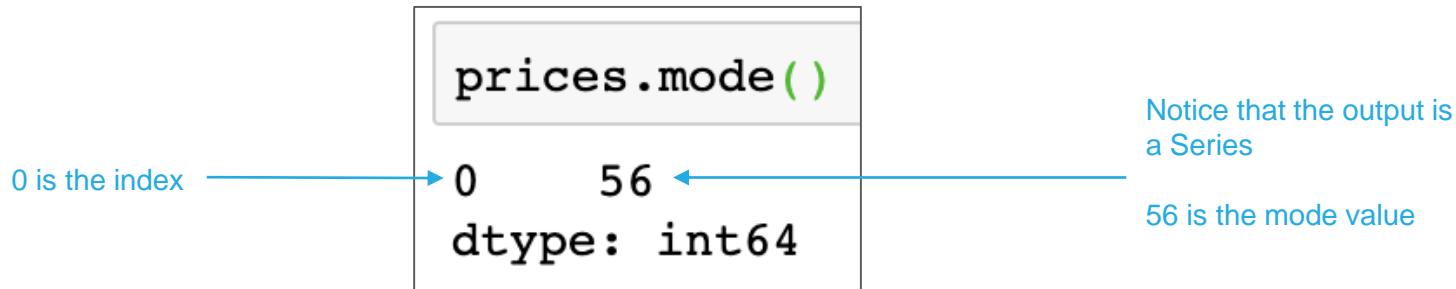 prices.mode()
0 is the index
0 56
dtype: int64
Notice that the output is
a Series
56 is the mode value